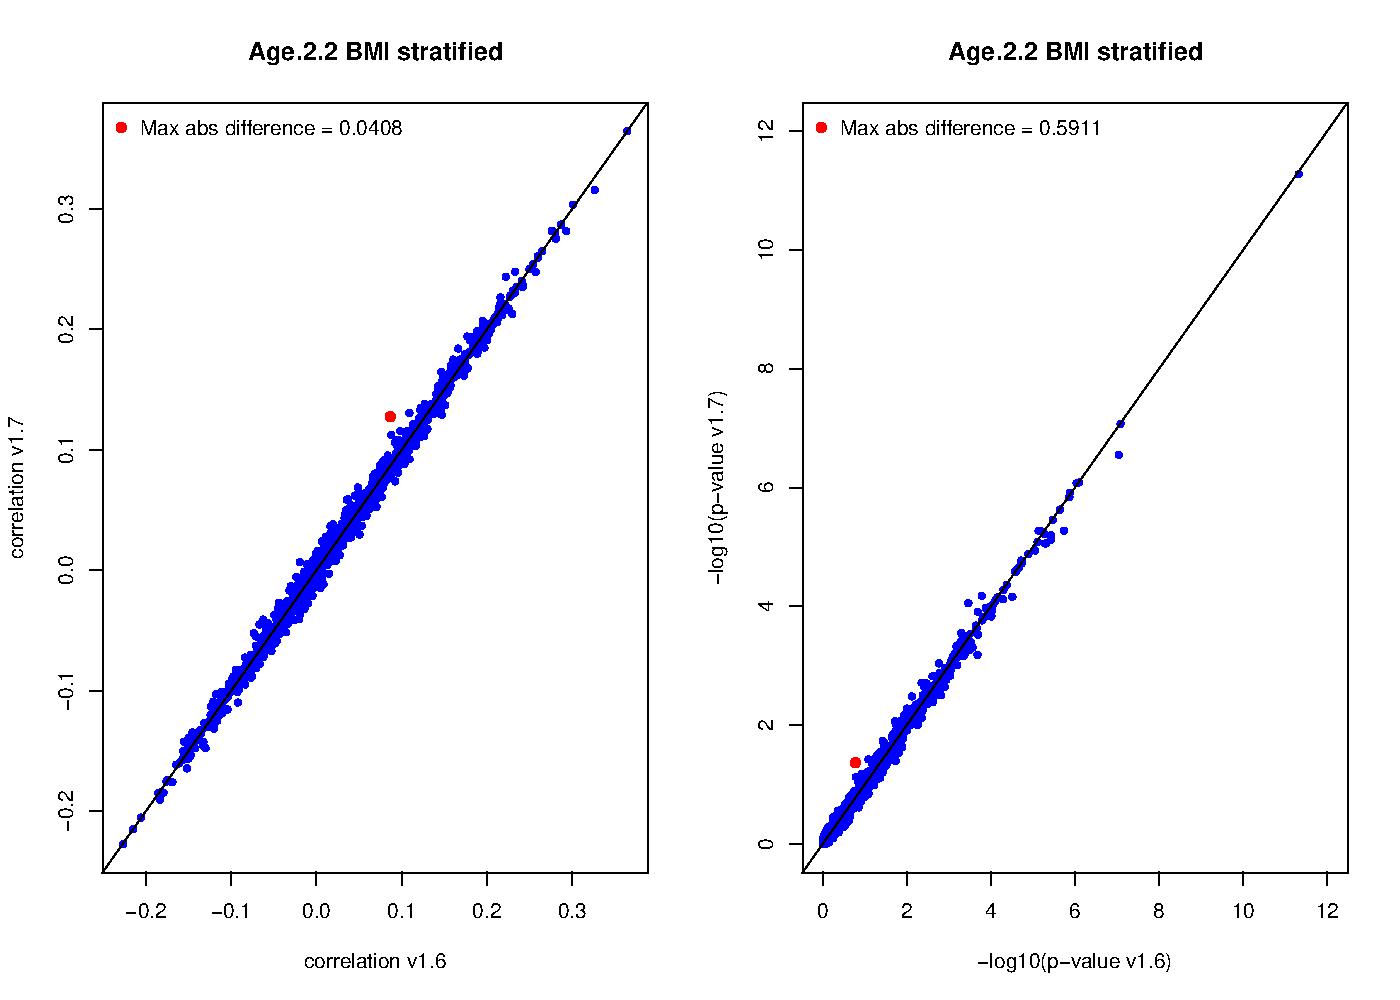 Age.2.2 BMI stratified
Max abs difference = 0.0408
0.3
0.2
0.1
0.0
−0.1
−0.2
correlation v1.7
−0.2 −0.1 0.0 0.1 0.2 0.3
correlation v1.6
Age.2.2 BMI stratified
Max abs difference = 0.5911
12
10
8
6
4
2
0
−log10(p−value v1.7)
0 2 4 6 8 10 12
−log10(p−value v1.6)